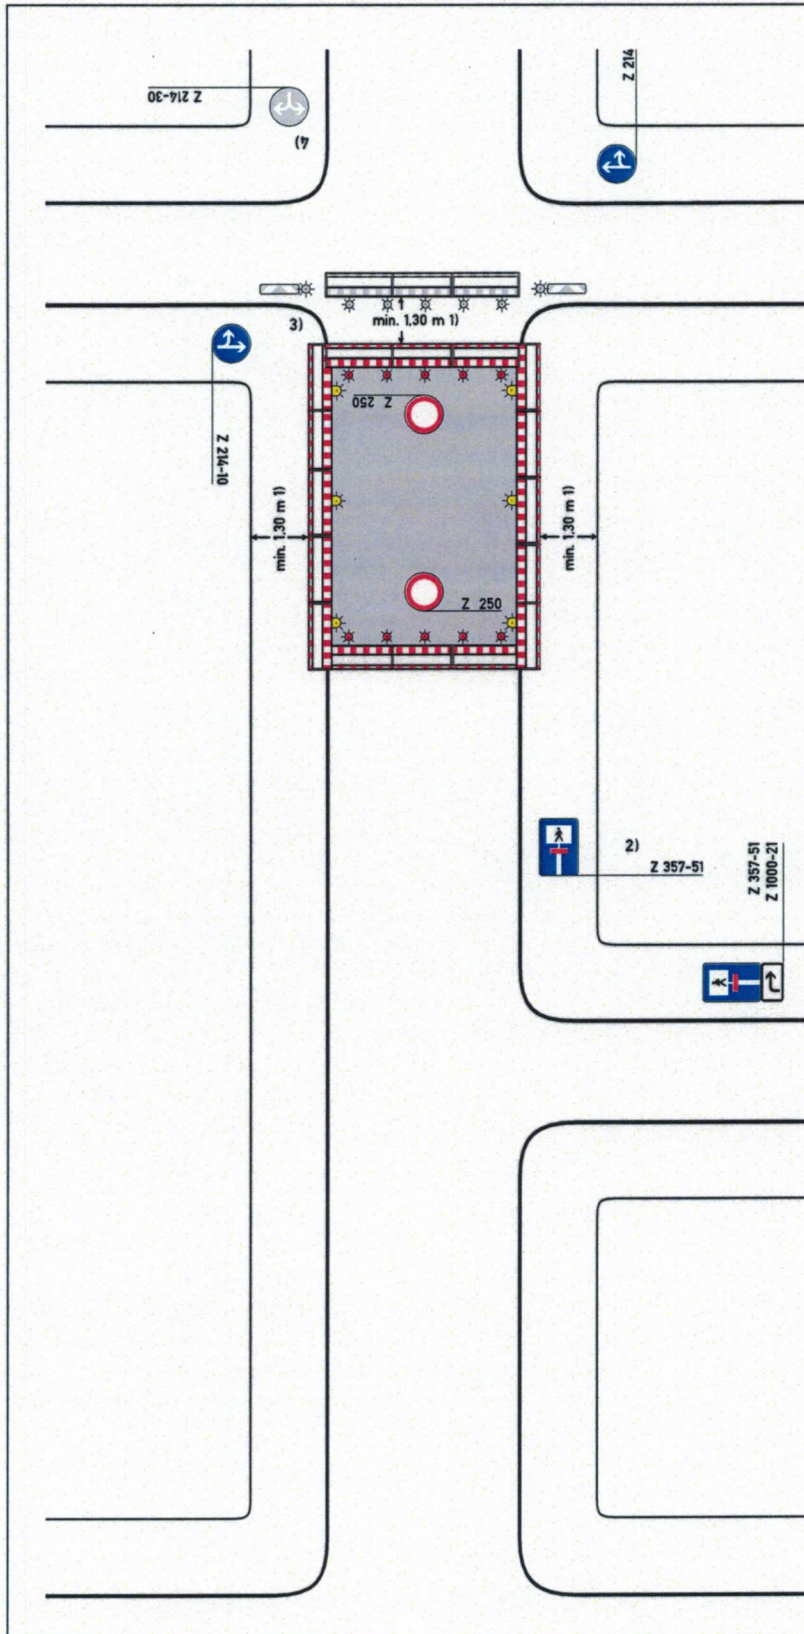 Z 214-30
4)
Z 214
3)
min. 1,30 m 1)
Z 250
Z 214-10
min. 1,30 m 1)
min. 1,30 m 1)
Z 250
2)
Z 357-51
Z 357-51
Z 1000-21